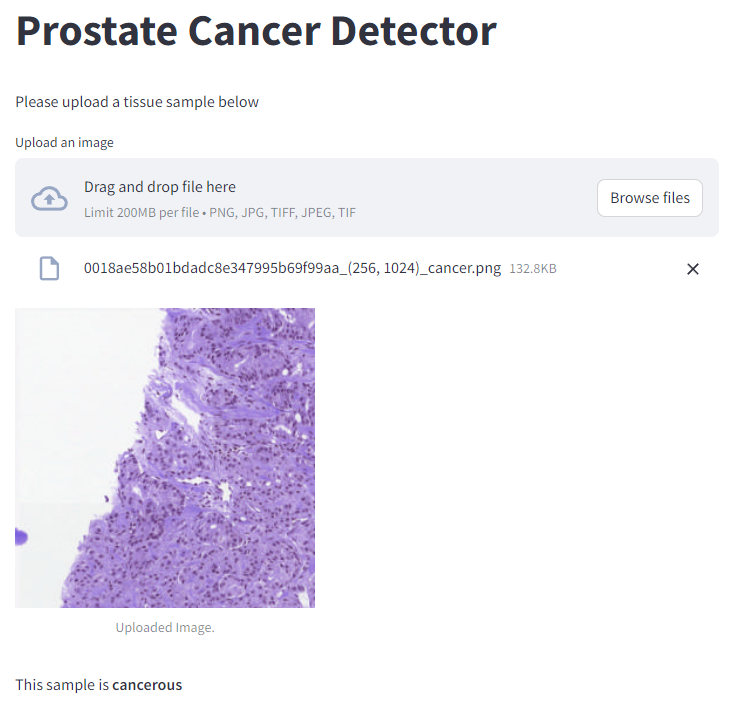 Prostate Cancer Detector
Please upload a tissue sample below
Upload an image
Drag and drop file here
Limit 200MB per file • PNG, JPG, TIFF, JPEG, TIF
Browse files
0018ae58b01bdadc8e347995b69f99aa_(256, 1024)_cancer.png 132.8KB
Uploaded Image.
This sample is cancerous